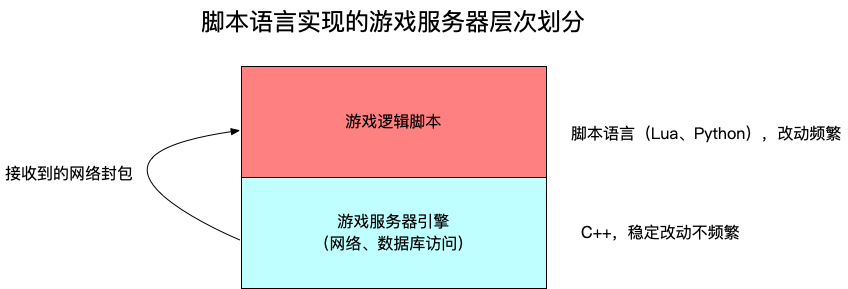 脚本语言实现的游戏服务器层次划分
游戏逻辑脚本
脚本语言（Lua、Python），改动频繁
接收到的网络封包
游戏服务器引擎
（网络、数据库访问）
C++，稳定改动不频繁